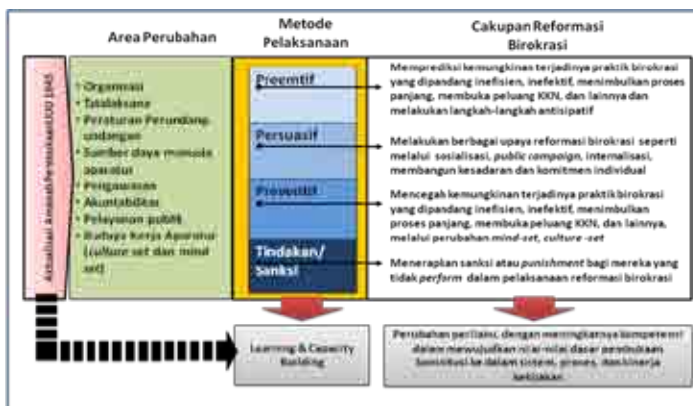 Area Perubahan
Metode
Pelaksanaan
Cakupan Reformasi
Birokrasi
Aktualisasi Amanah Pembukaan UUD 1945
• Organisasi
• Tatalaksana
• Peraturan Perundang-
undangan
• Sumber daya manusia
aparatur
• Pengawasan
• Akuntabilitas
• Pelayanan publik
• Budaya Kerja Aparatur
(culture set dan mind
set)
Preemtif
Persuasif
Preventif
Tindakan/
Sanksi
Memprediksi kemungkinan terjadinya praktik birokrasi
yang dipandang inefisien, inefektif, menimbulkan proses
panjang, membuka peluang KKN, dan lainnya dan
melakukan langkah-langkah antisipatif
Melakukan berbagai upaya reformasi birokrasi seperti
melalui sosialisasi, public campaign, internalisasi,
membangun kesadaran dan komitmen individual
Mencegah kemungkinan terjadinya praktik birokrasi
yang dipandang inefisien, inefektif, menimbulkan
proses panjang, membuka peluang KKN, dan lainnya,
melalui perubahan mind-set, culture -set
Menerapkan sanksi atau punishment bagi mereka yang
tidak perform dalam pelaksanaan reformasi birokrasi
Learning & Capacity
Building
Perubahan perilaku, dengan meningkatnya kompetensi
dalam mewujudkan nilai-nilai dasar pembukaan
konstitusi ke dalam sistem, proses, dan kinerja
kebijakan